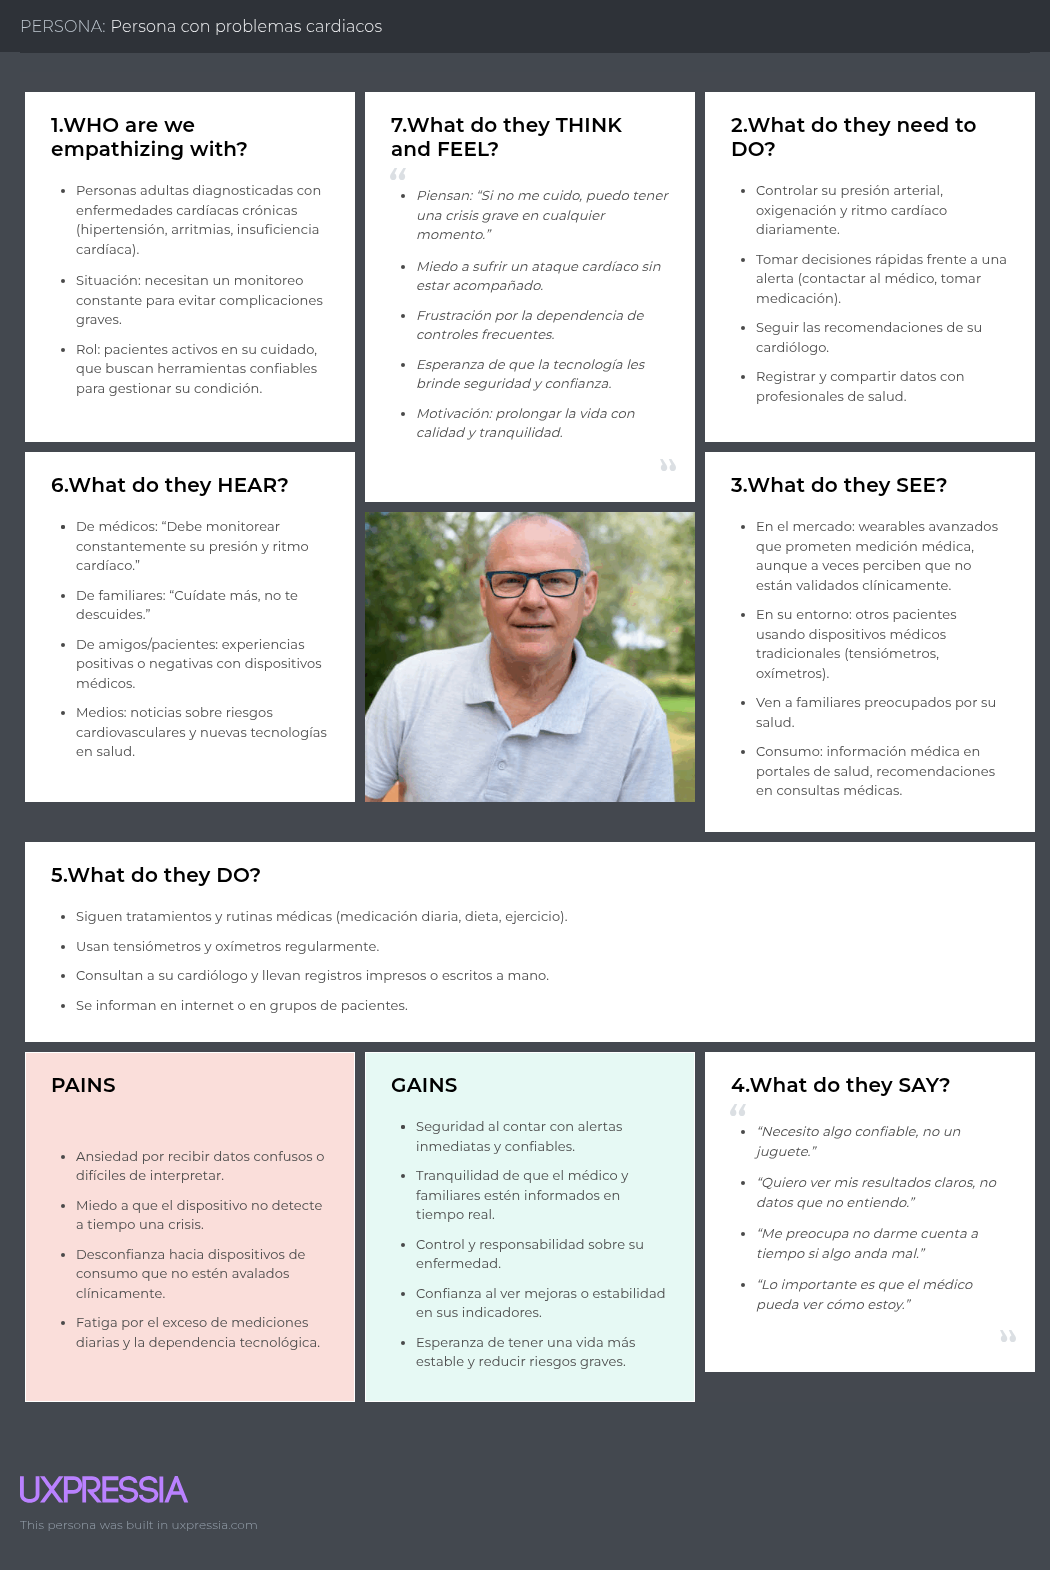 PERSONA: Persona con problemas cardiacos
1.WHO are we
empathizing with?
• Personas adultas diagnosticadas con
enfermedades cardíacas crónicas
(hipertensión, arritmias, insuficiencia
cardíaca).
• Situación: necesitan un monitoreo
constante para evitar complicaciones
graves.
• Rol: pacientes activos en su cuidado,
que buscan herramientas confiables
para gestionar su condición.
7.What do they THINK
and FEEL?
“
• Piensan: “Si no me cuido, puedo tener
una crisis grave en cualquier
momento.”
• Miedo a sufrir un ataque cardíaco sin
estar acompañado.
• Frustración por la dependencia de
controles frecuentes.
• Esperanza de que la tecnología les
brinde seguridad y confianza.
• Motivación: prolongar la vida con
calidad y tranquilidad.
”
2.What do they need to
DO?
• Controlar su presión arterial,
oxigenación y ritmo cardíaco
diariamente.
• Tomar decisiones rápidas frente a una
alerta (contactar al médico, tomar
medicación).
• Seguir las recomendaciones de su
cardiólogo.
• Registrar y compartir datos con
profesionales de salud.
6.What do they HEAR?
• De médicos: “Debe monitorear
constantemente su presión y ritmo
cardíaco.”
• De familiares: “Cuídate más, no te
descuides.”
• De amigos/pacientes: experiencias
positivas o negativas con dispositivos
médicos.
• Medios: noticias sobre riesgos
cardiovasculares y nuevas tecnologías
en salud.
3.What do they SEE?
• En el mercado: wearables avanzados
que prometen medición médica,
aunque a veces perciben que no
están validados clínicamente.
• En su entorno: otros pacientes
usando dispositivos médicos
tradicionales (tensiómetros,
oxímetros).
• Ven a familiares preocupados por su
salud.
• Consumo: información médica en
portales de salud, recomendaciones
en consultas médicas.
5.What do they DO?
• Siguen tratamientos y rutinas médicas (medicación diaria, dieta, ejercicio).
• Usan tensiómetros y oxímetros regularmente.
• Consultan a su cardiólogo y llevan registros impresos o escritos a mano.
• Se informan en internet o en grupos de pacientes.
PAINS
• Ansiedad por recibir datos confusos o
difíciles de interpretar.
• Miedo a que el dispositivo no detecte
a tiempo una crisis.
• Desconfianza hacia dispositivos de
consumo que no estén avalados
clínicamente.
• Fatiga por el exceso de mediciones
diarias y la dependencia tecnológica.
GAINS
• Seguridad al contar con alertas
inmediatas y confiables.
• Tranquilidad de que el médico y
familiares estén informados en
tiempo real.
• Control y responsabilidad sobre su
enfermedad.
• Confianza al ver mejoras o estabilidad
en sus indicadores.
• Esperanza de tener una vida más
estable y reducir riesgos graves.
4.What do they SAY?
“
• “Necesito algo confiable, no un
juguete.”
• “Quiero ver mis resultados claros, no
datos que no entiendo.”
• “Me preocupa no darme cuenta a
tiempo si algo anda mal.”
• “Lo importante es que el médico
pueda ver cómo estoy.”
”
UXPRESSIA
This persona was built in uxpressia.com